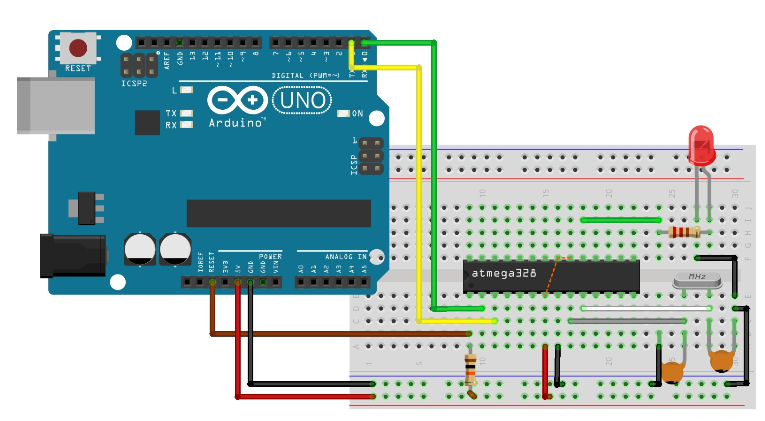 RESET
ICSP2
AREF
GND
13
12
~11
~10
~9
8
7
~6
~5
4
~3
2
TX
RX◄0
DIGITAL (PWM=~)
L
TX
RX
UNO
ON
Arduino™
1
ICSP
IOREF
RESET
3V3
5V
GND
GND
VIN
POWER
ANALOG IN
A0
A1
A2
A3
A4
A5
atmega328
MHz
10
15
20
25
30
J
I
H
G
F
E
D
C
B
A
1
5
10
15
20
25
30